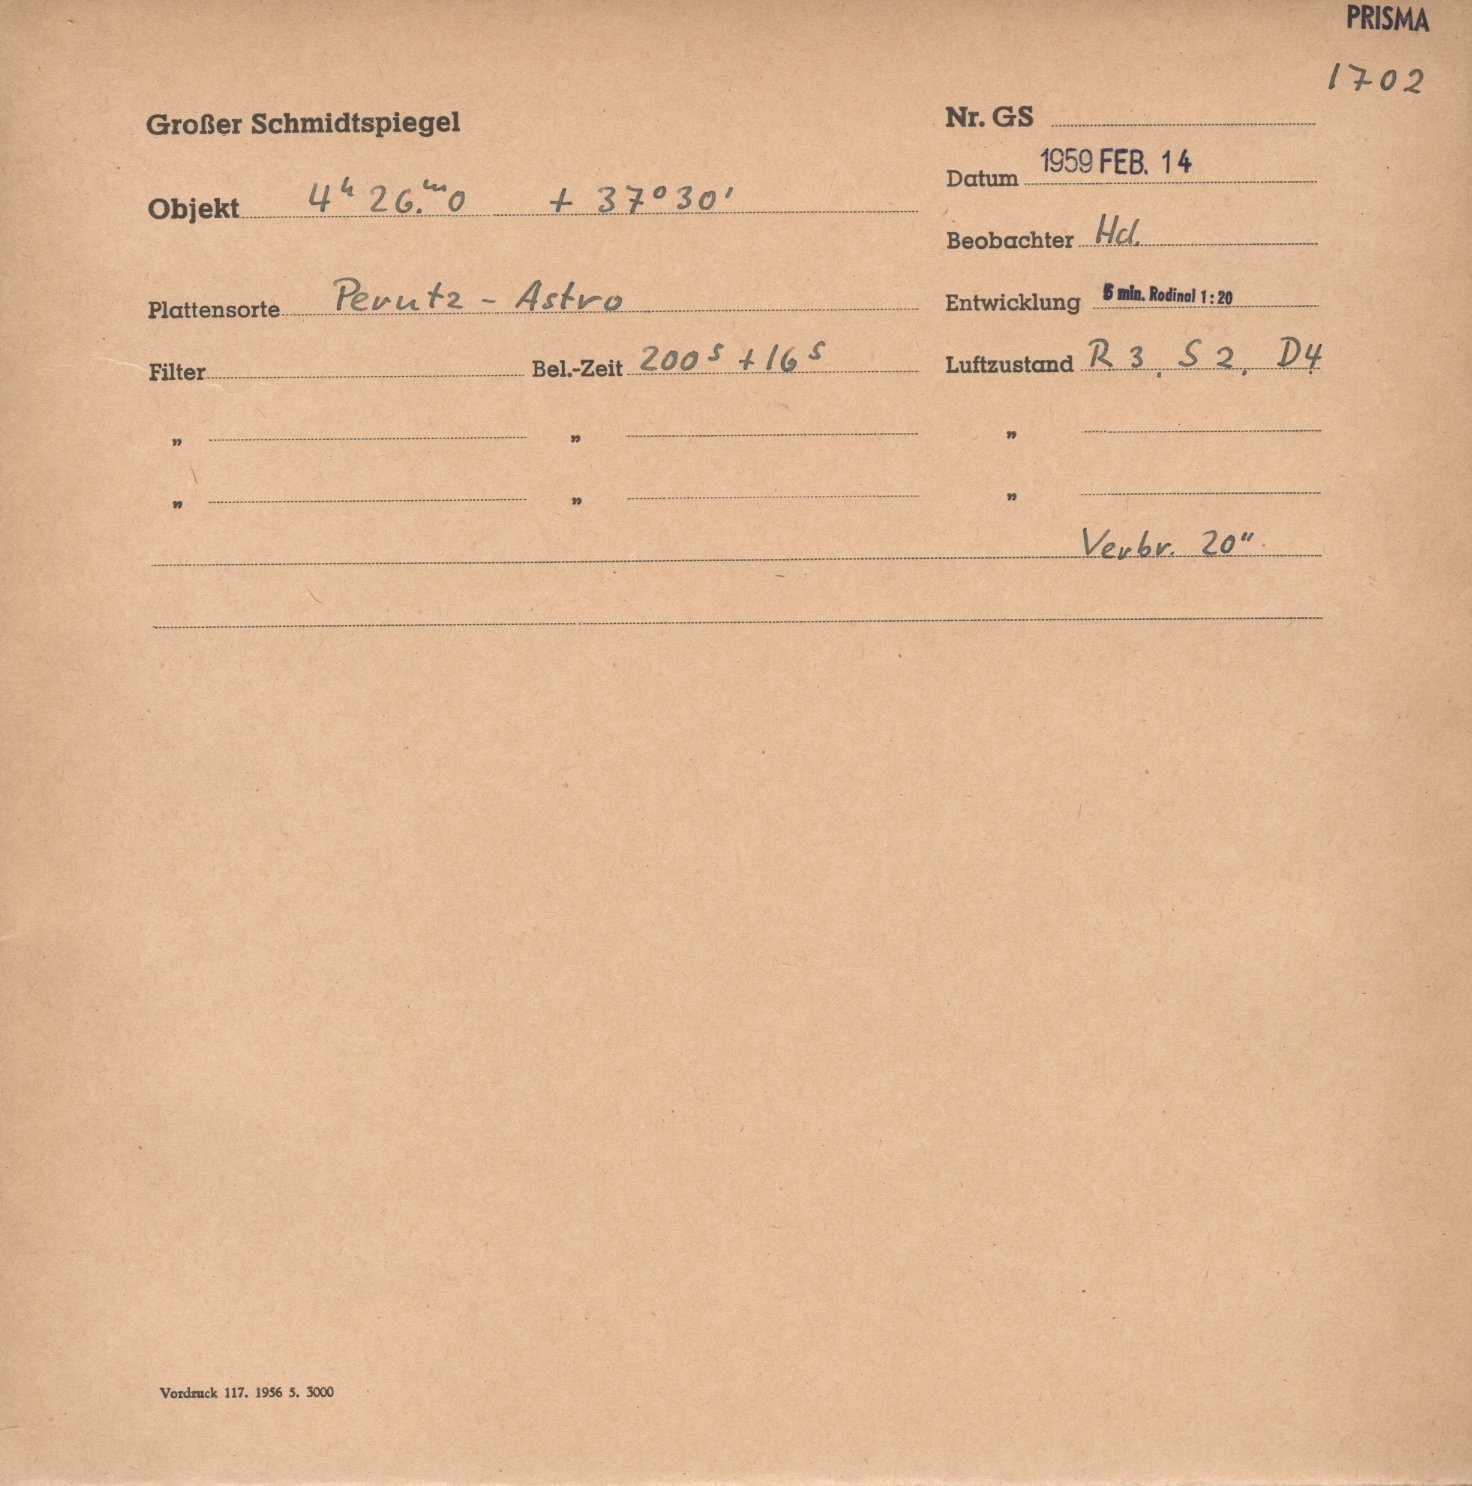 PRISMA
1702
Großer Schmidtspiegel
Nr. GS
Datum 1959 FEB. 14
Objekt 4ʰ 26.ᵐ0 + 37°30'
Beobachter Hd.
Plattensorte Perutz - Astro
Entwicklung 5 min. Rodinal 1:20
Filter Bel.-Zeit 200ˢ + 16ˢ Luftzustand R 3, S 2, D4
" " "
" " "
Verbr. 20"
Vordruck 117. 1956 5. 3000